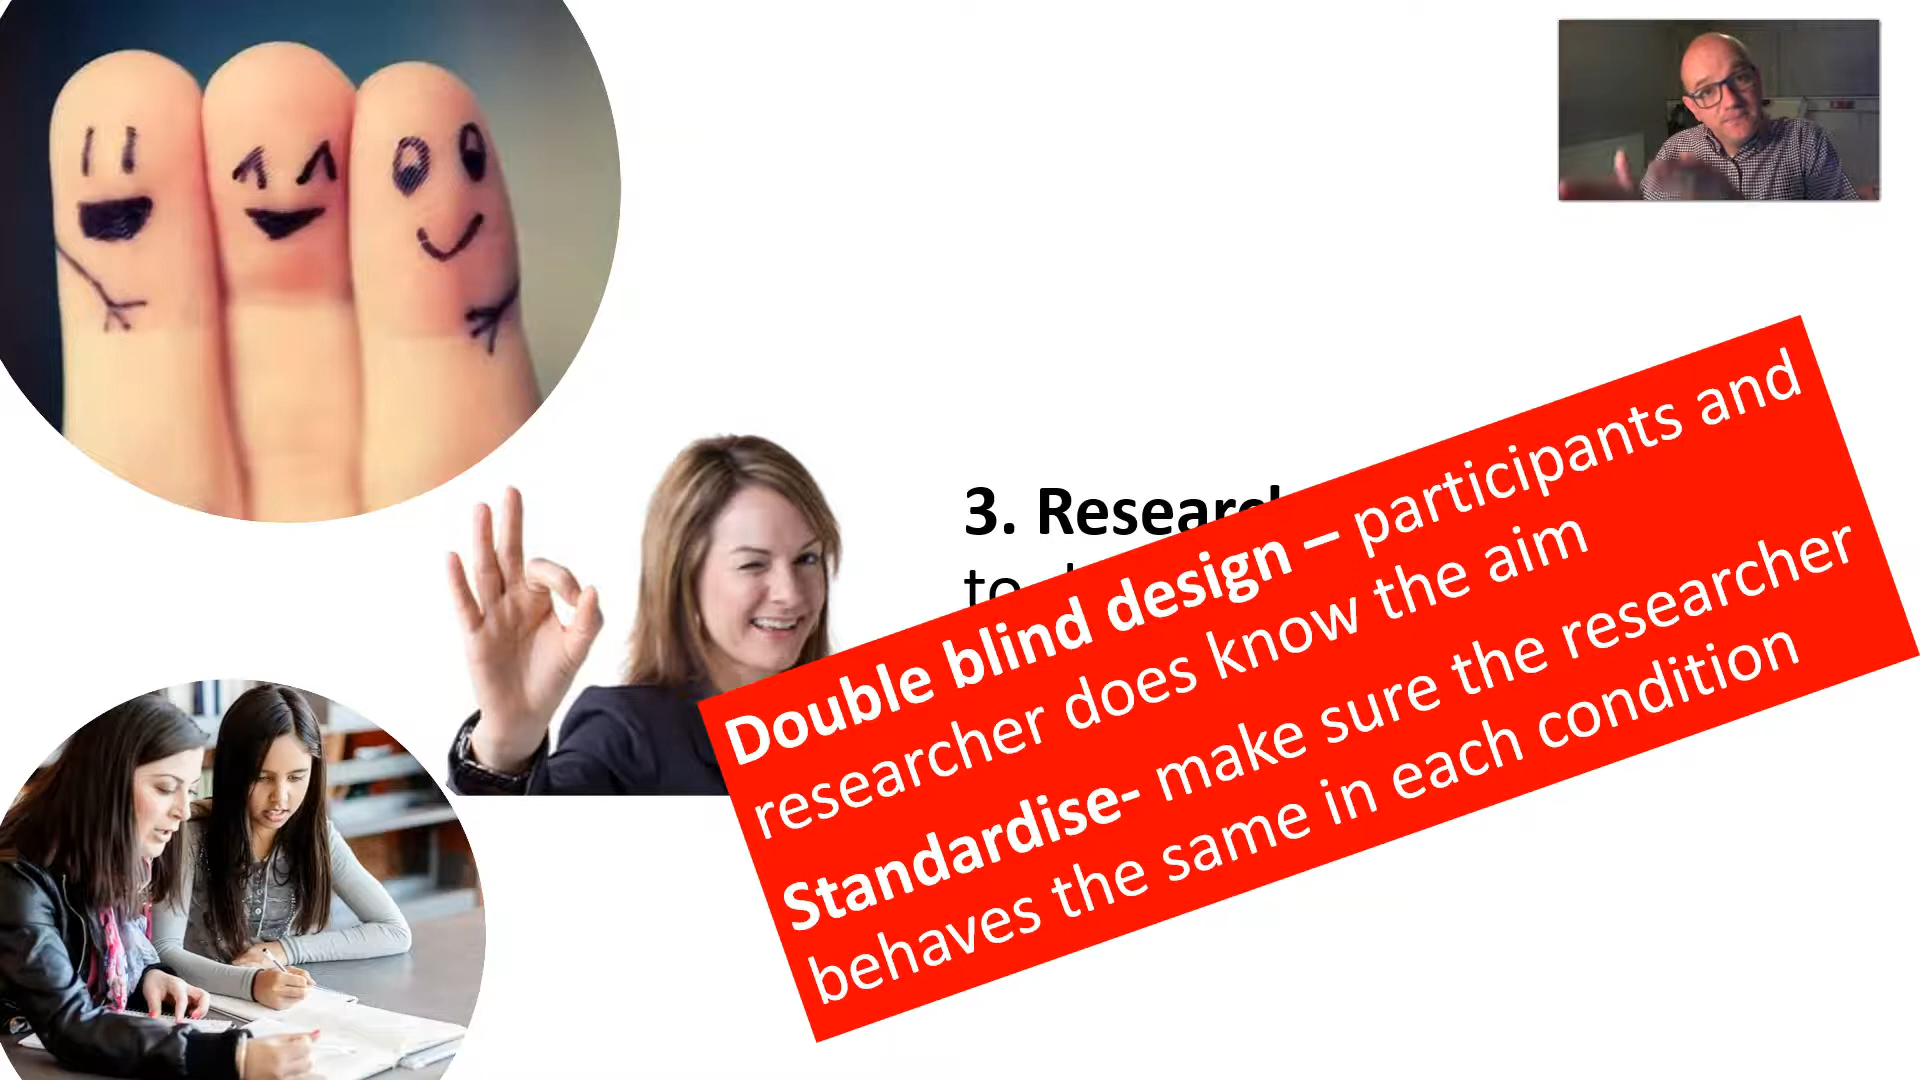 3. Researc
to
Double blind design – participants and
researcher does know the aim
Standardise- make sure the researcher
behaves the same in each condition